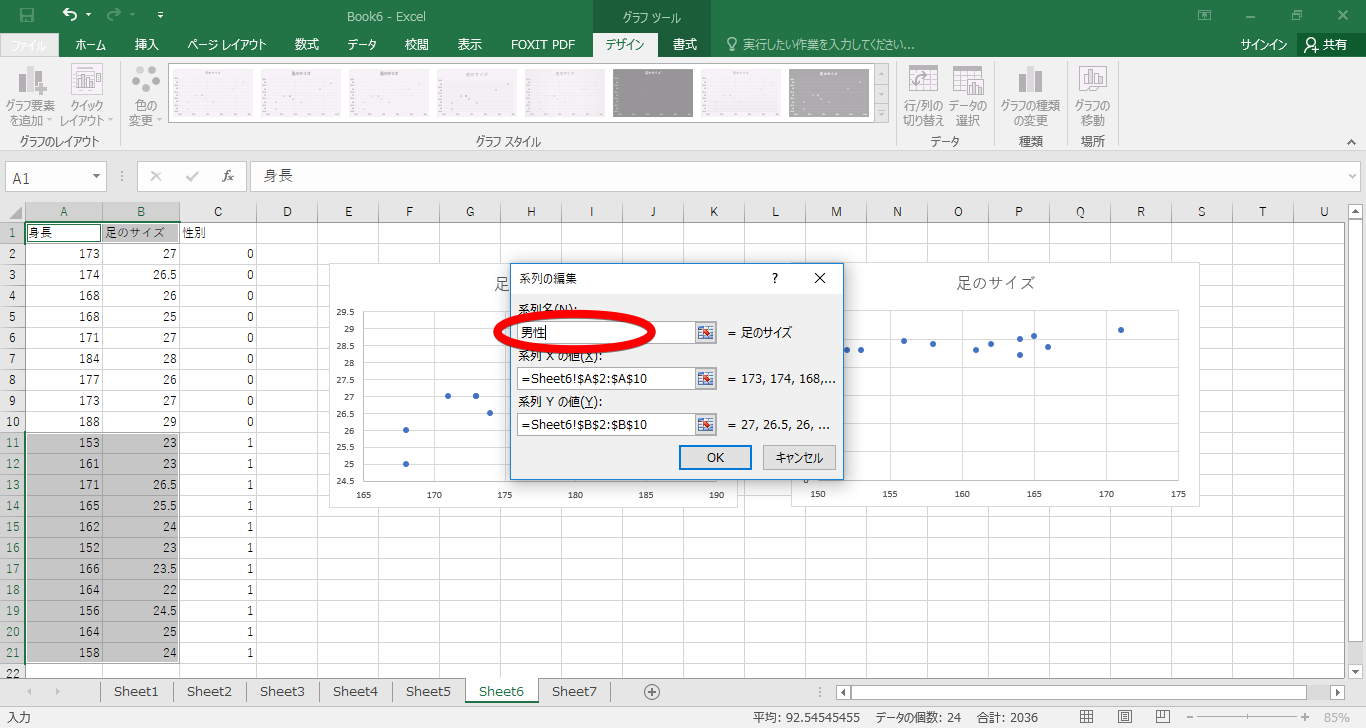 Book6 - Excel
グラフ ツール
ファイル ホーム 挿入 ページ レイアウト 数式 データ 校閲 表示 FOXIT PDF デザイン 書式 実行したい作業を入力してください... サインイン 共有
グラフ要素を追加
クイックレイアウト
色の変更
行/列の切り替え
データの選択
グラフの種類の変更
グラフの移動
グラフのレイアウト グラフ スタイル データ 種類 場所
A1 fx 身長
A B C D E F G H I J K L M N O P Q R S T U
1 身長 足のサイズ 性別
2 173 27 0
3 174 26.5 0
4 168 26 0
5 168 25 0
6 171 27 0
7 184 28 0
8 177 26 0
9 173 27 0
10 188 29 0
11 153 23 1
12 161 23 1
13 171 26.5 1
14 165 25.5 1
15 162 24 1
16 152 23 1
17 166 23.5 1
18 164 22 1
19 156 24.5 1
20 164 25 1
21 158 24 1
22
足
29.5
29
28.5
28
27.5
27
26.5
26
25.5
25
24.5
165 170 175 180 185 190
系列の編集 ? ×
系列名(N):
男性 = 足のサイズ
系列 X の値(X):
=Sheet6!$A$2:$A$10 = 173, 174, 168,...
系列 Y の値(Y):
=Sheet6!$B$2:$B$10 = 27, 26.5, 26, ...
OK キャンセル
足のサイズ
0
150 155 160 165 170 175
Sheet1 Sheet2 Sheet3 Sheet4 Sheet5 Sheet6 Sheet7
入力 平均: 92.54545455 データの個数: 24 合計: 2036 85%